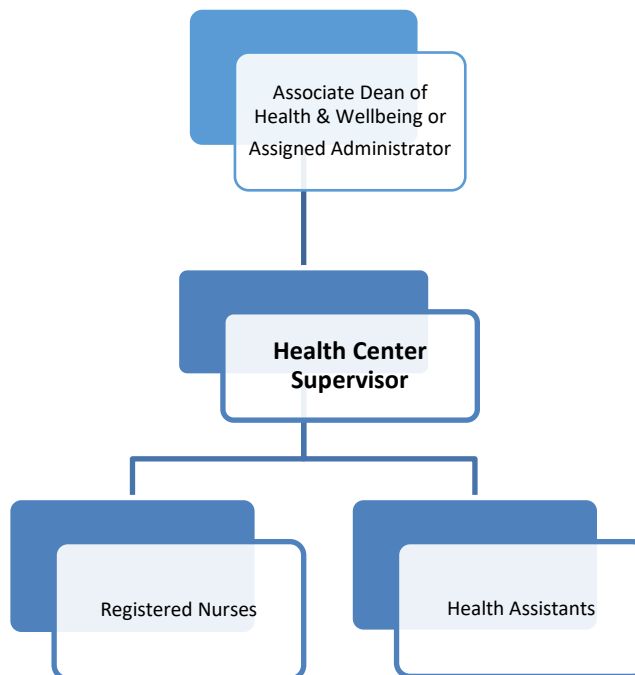 Associate Dean of
Health & Wellbeing or
Assigned Administrator
Health Center
Supervisor
Registered Nurses
Health Assistants